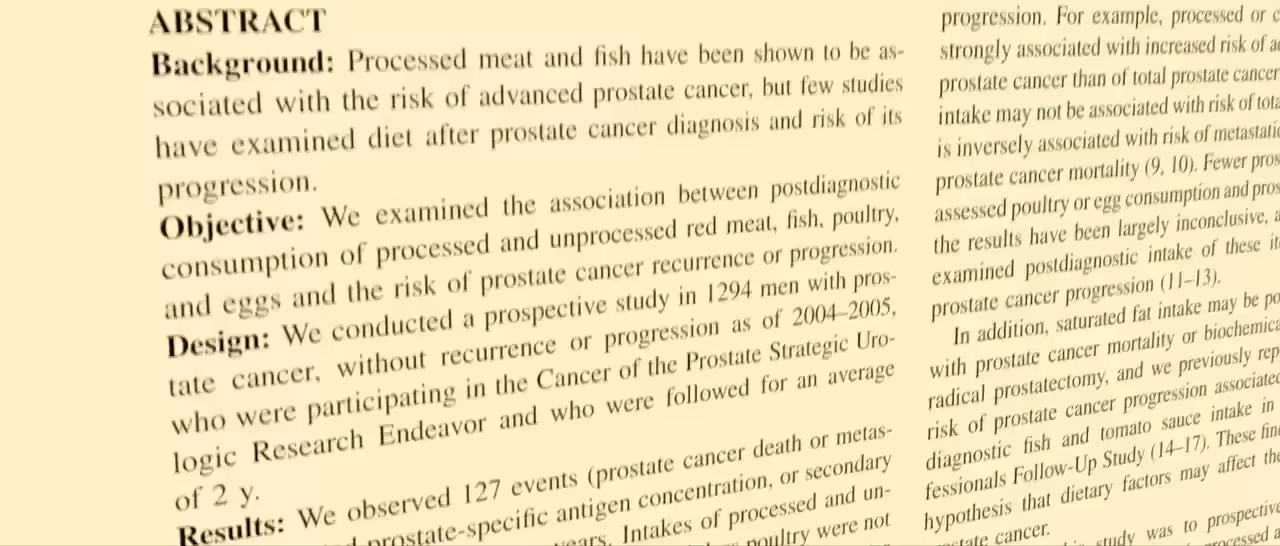 ABSTRACT
Background: Processed meat and fish have been shown to be as-
sociated with the risk of advanced prostate cancer, but few studies
have examined diet after prostate cancer diagnosis and risk of its
progression.
Objective: We examined the association between postdiagnostic
consumption of processed and unprocessed red meat, fish, poultry,
and eggs and the risk of prostate cancer recurrence or progression.
Design: We conducted a prospective study in 1294 men with pros-
tate cancer, without recurrence or progression as of 2004–2005,
who were participating in the Cancer of the Prostate Strategic Uro-
logic Research Endeavor and who were followed for an average
of 2 y.
Results: We observed 127 events (prostate cancer death or metas-
prostate-specific antigen concentration, or secondary
Intakes of processed and un-
poultry were not
progression. For example, processed or
strongly associated with increased risk of
prostate cancer than of total prostate cancer
intake may not be associated with risk of
is inversely associated with risk of
prostate cancer mortality (9, 10). Fewer
assessed poultry or egg consumption and
the results have been largely inconclusive,
examined postdiagnostic intake of these
prostate cancer progression (11–13).
In addition, saturated fat intake may be
with prostate cancer mortality or
radical prostatectomy, and we previously
risk of prostate cancer progression
diagnostic fish and tomato sauce intake in
fessionals Follow-Up Study (14–17). These
hypothesis that dietary factors may affect
cancer.
study was to